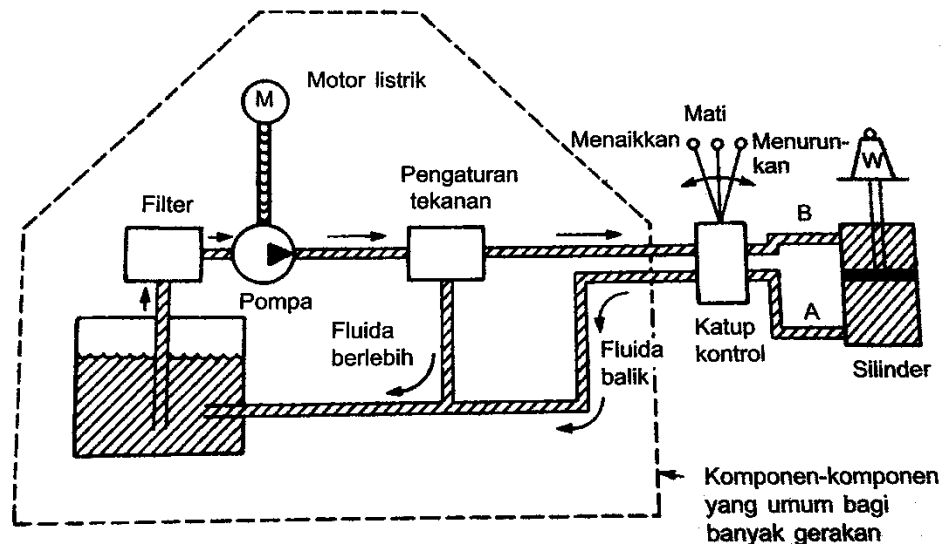 Motor listrik
M
Mati
Menaikkan
Menurun-
kan
W
Pengaturan
tekanan
Filter
B
Pompa
A
Fluida
berlebih
Fluida
balik
Katup
kontrol
Silinder
Komponen-komponen
yang umum bagi
banyak gerakan